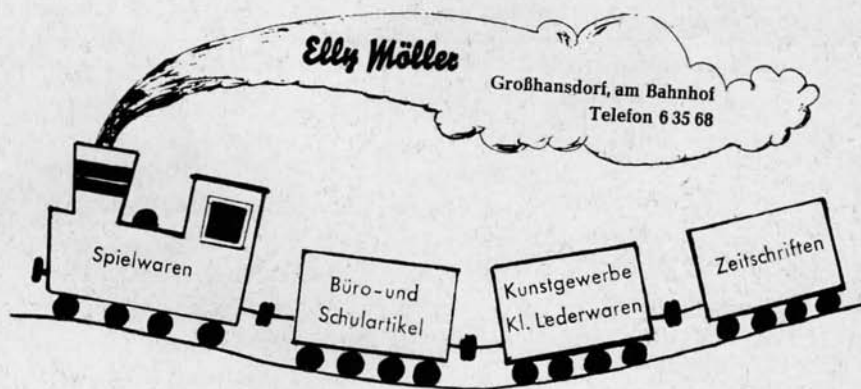 Elly Möller
Großhansdorf, am Bahnhof
Telefon 6 35 68
Spielwaren
Büro-und
Schulartikel
Kunstgewerbe
Kl. Lederwaren
Zeitschriften